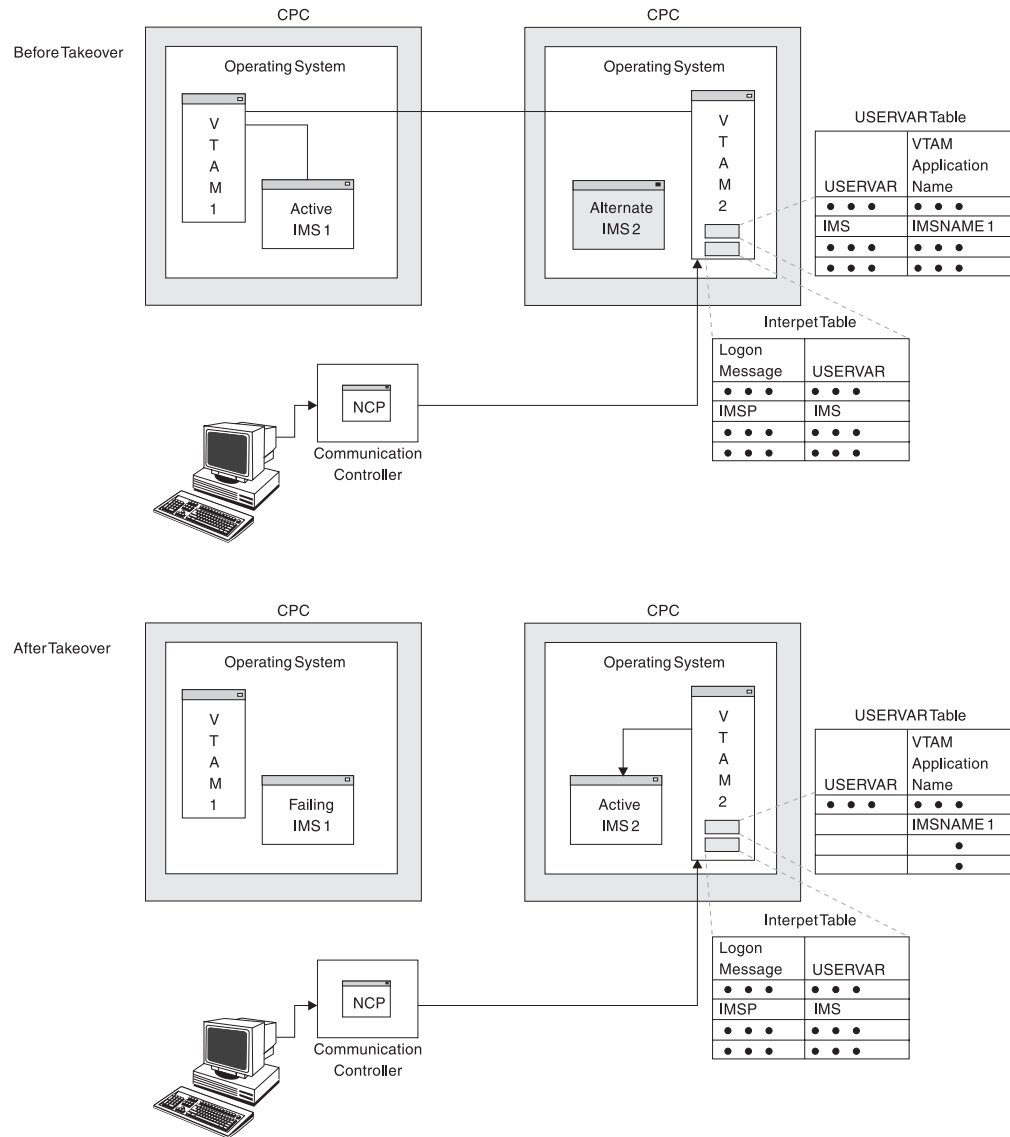 CPC
CPC
Before Takeover
Operating System
Operating System
V
T
A
M
1
Active
IMS 1
Alternate
IMS 2
V
T
A
M
2
USERVAR Table
USERVAR
VTAM
Application
Name
• • • • • •
IMS IMSNAME 1
• • • • • •
• • • • • •
Interpet Table
Logon
Message USERVAR
• • • • • •
IMSP IMS
• • • • • •
• • • • • •
NCP
Communication
Controller
CPC
CPC
After Takeover
Operating System
Operating System
V
T
A
M
1
Failing
IMS 1
Active
IMS 2
V
T
A
M
2
USERVAR Table
USERVAR
VTAM
Application
Name
• • • • • •
IMSNAME 1
•
•
Interpet Table
Logon
Message USERVAR
• • • • • •
IMSP IMS
• • • • • •
• • • • • •
NCP
Communication
Controller